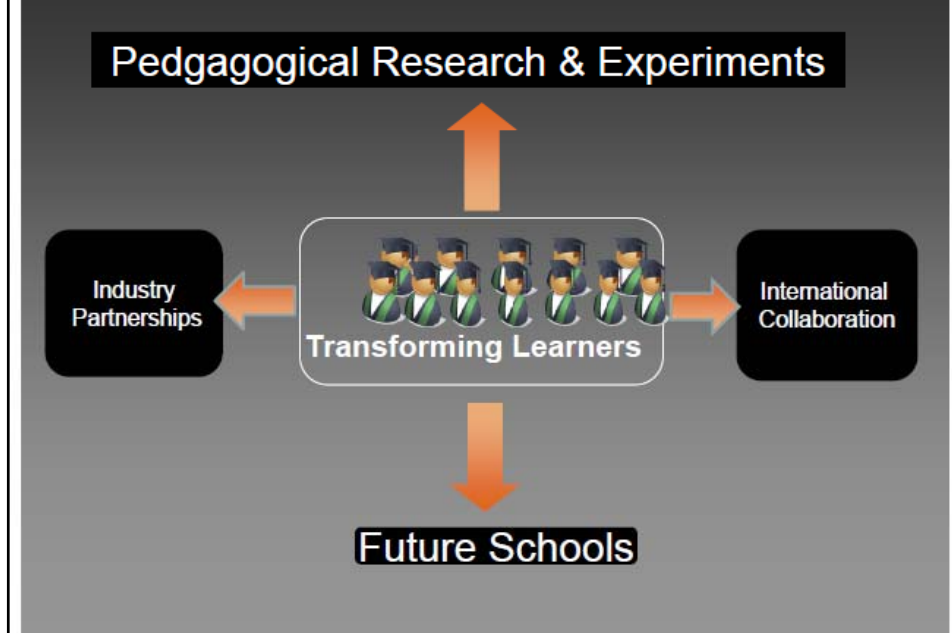 Pedgagogical Research & Experiments
Industry
Partnerships
Transforming Learners
International
Collaboration
Future Schools